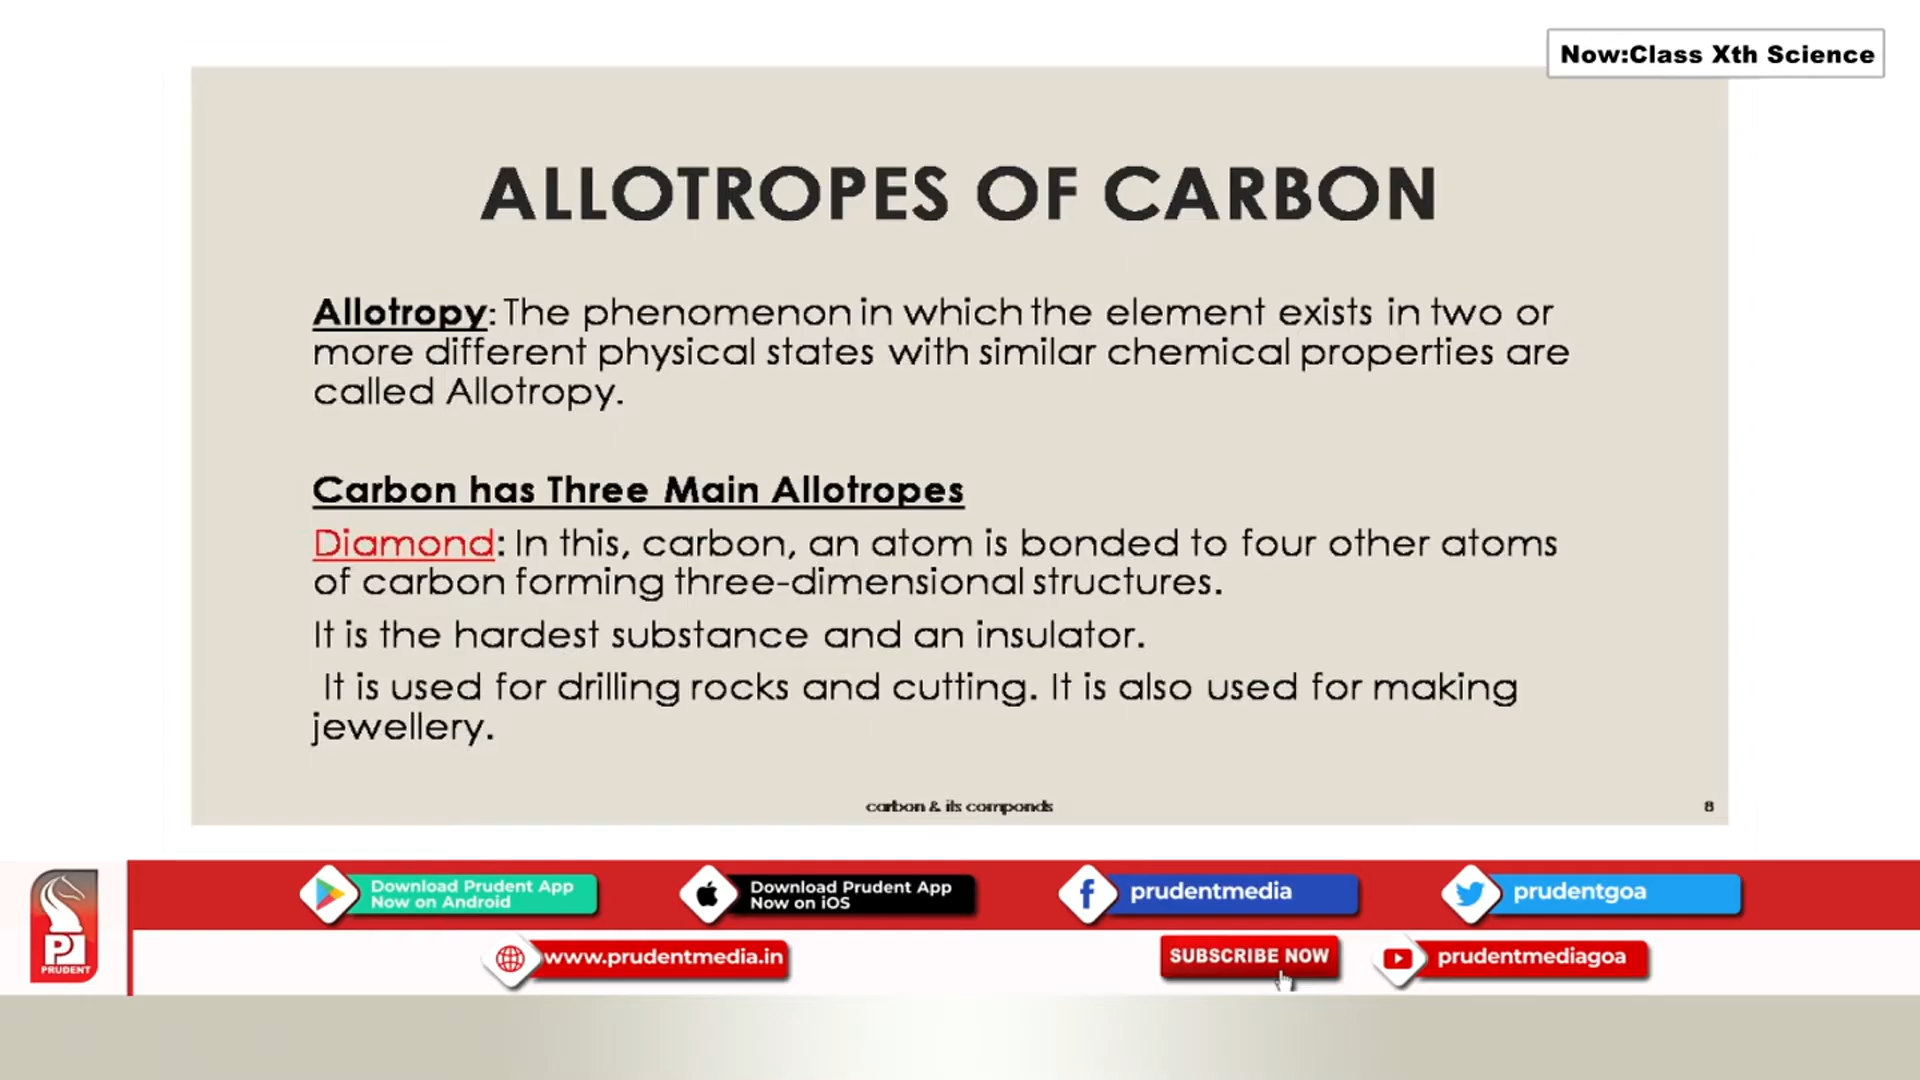 Now:Class Xth Science
ALLOTROPES OF CARBON
Allotropy: The phenomenon in which the element exists in two or
more different physical states with similar chemical properties are
called Allotropy.
Carbon has Three Main Allotropes
Diamond: In this, carbon, an atom is bonded to four other atoms
of carbon forming three-dimensional structures.
It is the hardest substance and an insulator.
It is used for drilling rocks and cutting. It is also used for making
jewellery.
carbon & its componds
8
Download Prudent App
Now on Android
Download Prudent App
Now on iOS
prudentmedia
prudentgoa
PRUDENT
www.prudentmedia.in
SUBSCRIBE NOW
prudentmediagoa